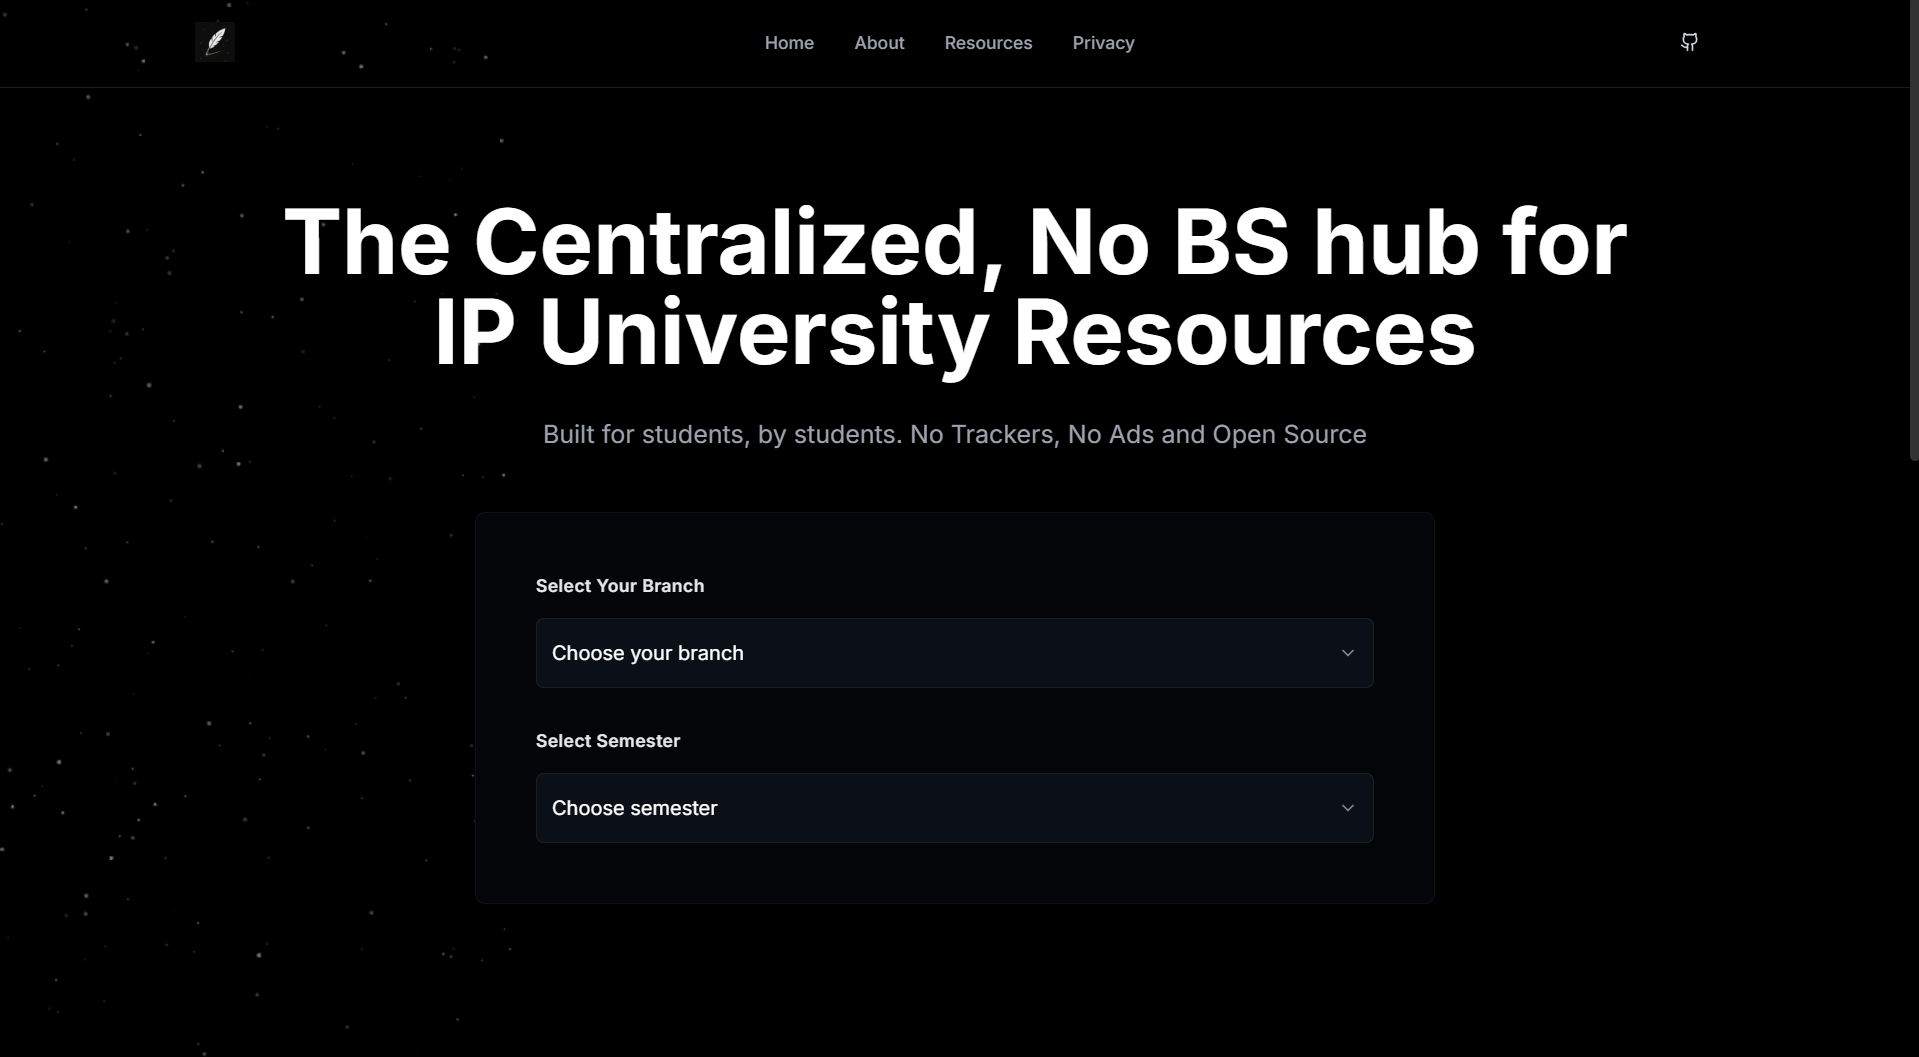 Home About Resources Privacy
The Centralized, No BS hub for
IP University Resources
Built for students, by students. No Trackers, No Ads and Open Source
Select Your Branch
Choose your branch
Select Semester
Choose semester